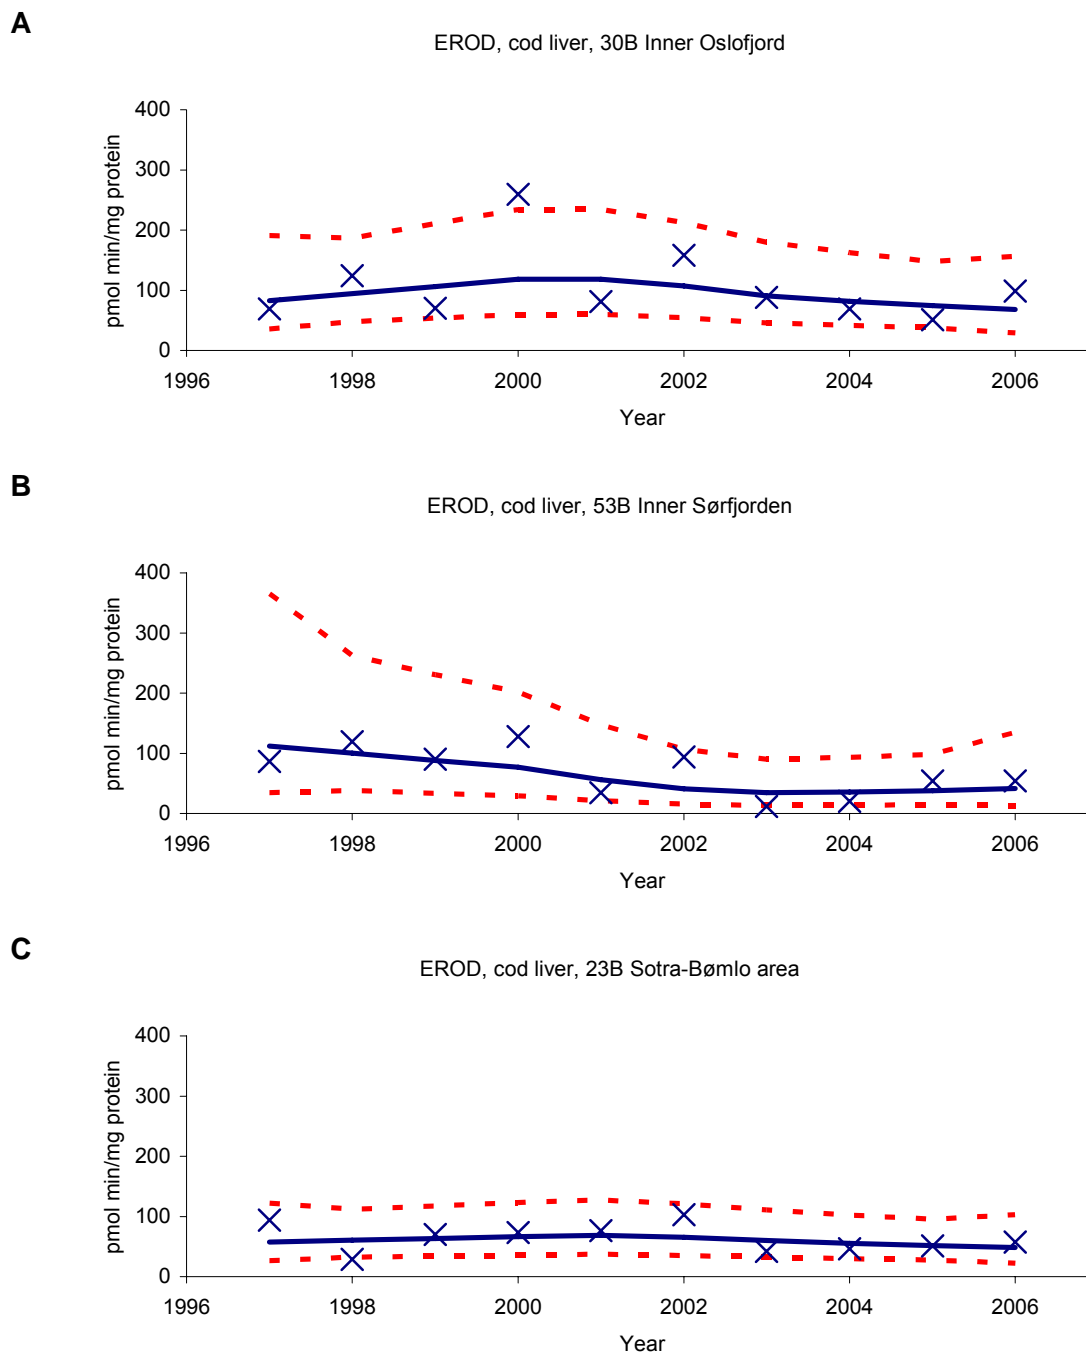 A
EROD, cod liver, 30B Inner Oslofjord
pmol min/mg protein
400
300
200
100
0
1996 1998 2000 2002 2004 2006
Year
B
EROD, cod liver, 53B Inner Sørfjorden
pmol min/mg protein
400
300
200
100
0
1996 1998 2000 2002 2004 2006
Year
C
EROD, cod liver, 23B Sotra-Bømlo area
pmol min/mg protein
400
300
200
100
0
1996 1998 2000 2002 2004 2006
Year